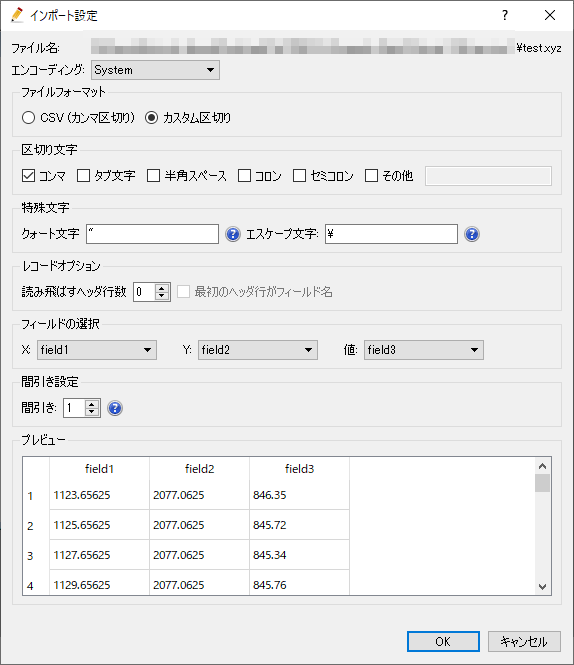 インポート設定
ファイル名: ¥test.xyz
エンコーディング: System
ファイルフォーマット
CSV (カンマ区切り) カスタム区切り
区切り文字
コンマ タブ文字 半角スペース コロン セミコロン その他
特殊文字
クォート文字 " エスケープ文字: ¥
レコードオプション
読み飛ばすヘッダ行数 0 最初のヘッダ行がフィールド名
フィールドの選択
X: field1 Y: field2 値: field3
間引き設定
間引き: 1
プレビュー
field1 field2 field3
1 1123.65625 2077.0625 846.35
2 1125.65625 2077.0625 845.72
3 1127.65625 2077.0625 845.34
4 1129.65625 2077.0625 845.76
OK キャンセル